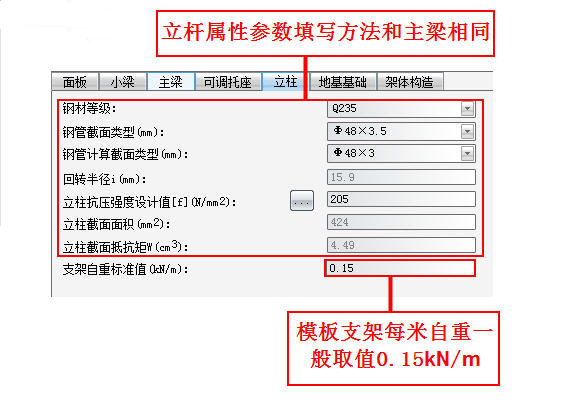 立杆属性参数填写方法和主梁相同
面板 小梁 主梁 可调托座 立柱 地基基础 架体构造
钢材等级: Q235
钢管截面类型(mm): Φ48×3.5
钢管计算截面类型(mm): Φ48×3
回转半径i(mm): 15.9
立柱抗压强度设计值[f](N/mm2): ... 205
立柱截面面积(mm2): 424
立柱截面抵抗矩W(cm3): 4.49
支架自重标准值(kN/m): 0.15
模板支架每米自重一
般取值0.15kN/m